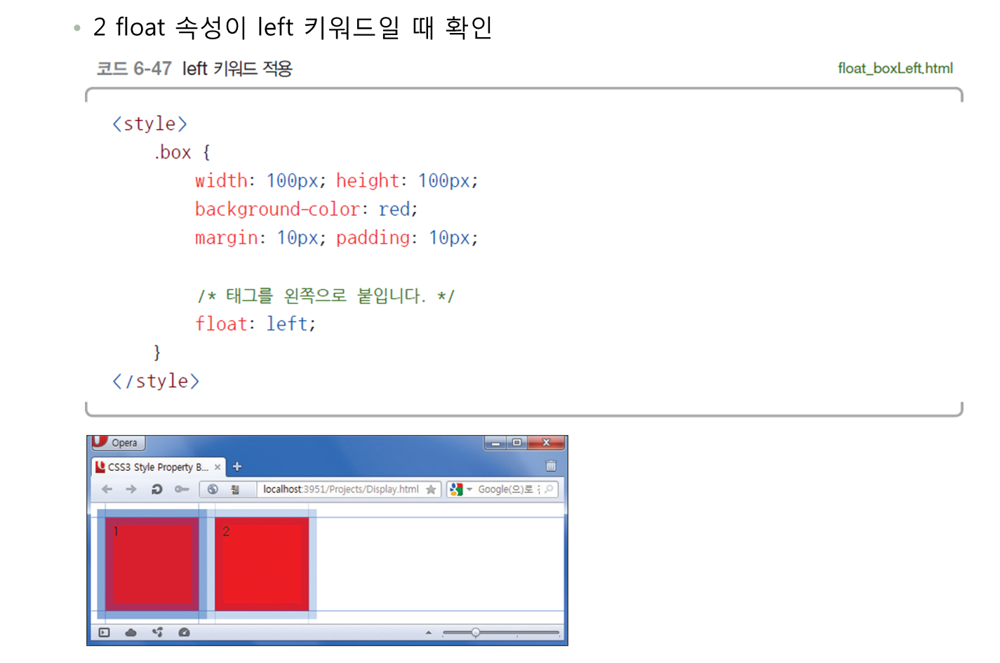 • 2 float 속성이 left 키워드일 때 확인
코드 6-47 left 키워드 적용 float_boxLeft.html
<style>
.box {
width: 100px; height: 100px;
background-color: red;
margin: 10px; padding: 10px;
/* 태그를 왼쪽으로 붙입니다. */
float: left;
}
</style>
Opera
CSS3 Style Property B...
웹 localhost:3951/Projects/Display.html Google(으)로
1 2